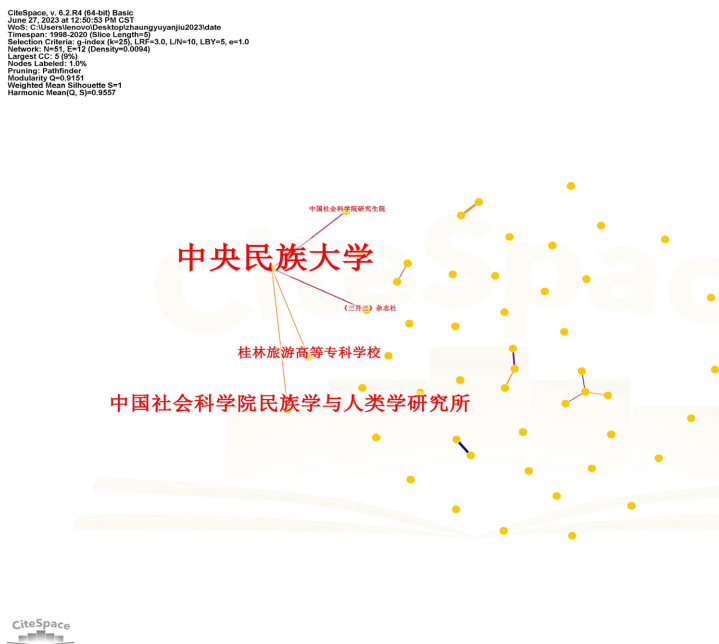 CiteSpace, v. 6.2.R4 (64-bit) Basic
June 27, 2023 at 12:50:53 PM CST
WoS: C:\Users\lenovo\Desktop\zhaungyuyanjiu2023\date
Timespan: 1998-2020 (Slice Length=5)
Selection Criteria: g-index (k=25), LRF=3.0, L/N=10, LBY=5, e=1.0
Network: N=51, E=12 (Density=0.0094)
Largest CC: 5 (9%)
Nodes Labeled: 1.0%
Pruning: Pathfinder
Modularity Q=0.9151
Weighted Mean Silhouette S=1
Harmonic Mean(Q, S)=0.9557
中国社会科学院研究生院
中央民族大学
《三月三》杂志社
桂林旅游高等专科学校
中国社会科学院民族学与人类学研究所
CiteSpace
CiteSpace